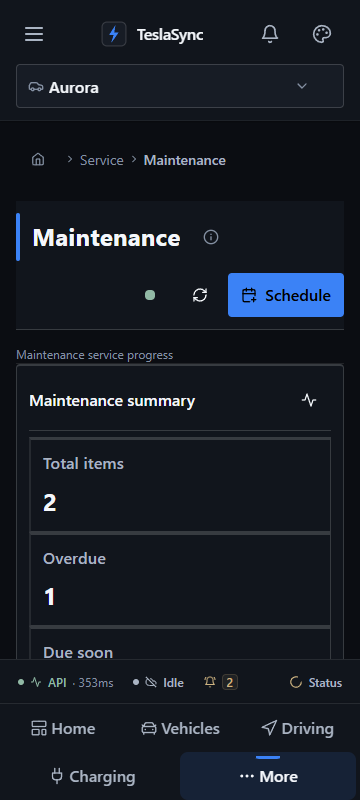 TeslaSync
Aurora
Service > Maintenance
Maintenance
Schedule
Maintenance service progress
Maintenance summary
Total items
2
Overdue
1
Due soon
API · 353ms Idle 2 Status
Home Vehicles Driving
Charging More